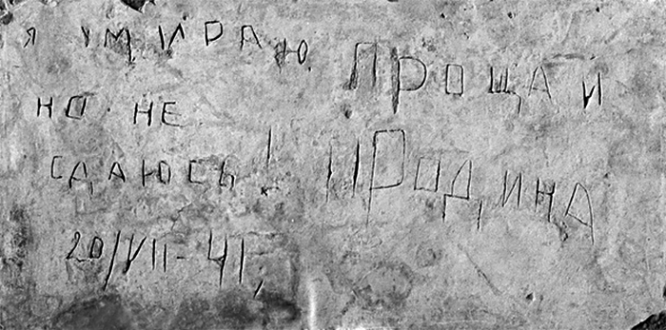 я умираю
но не
сдаюсь!
20/VII-41г,
Прощай
Родина